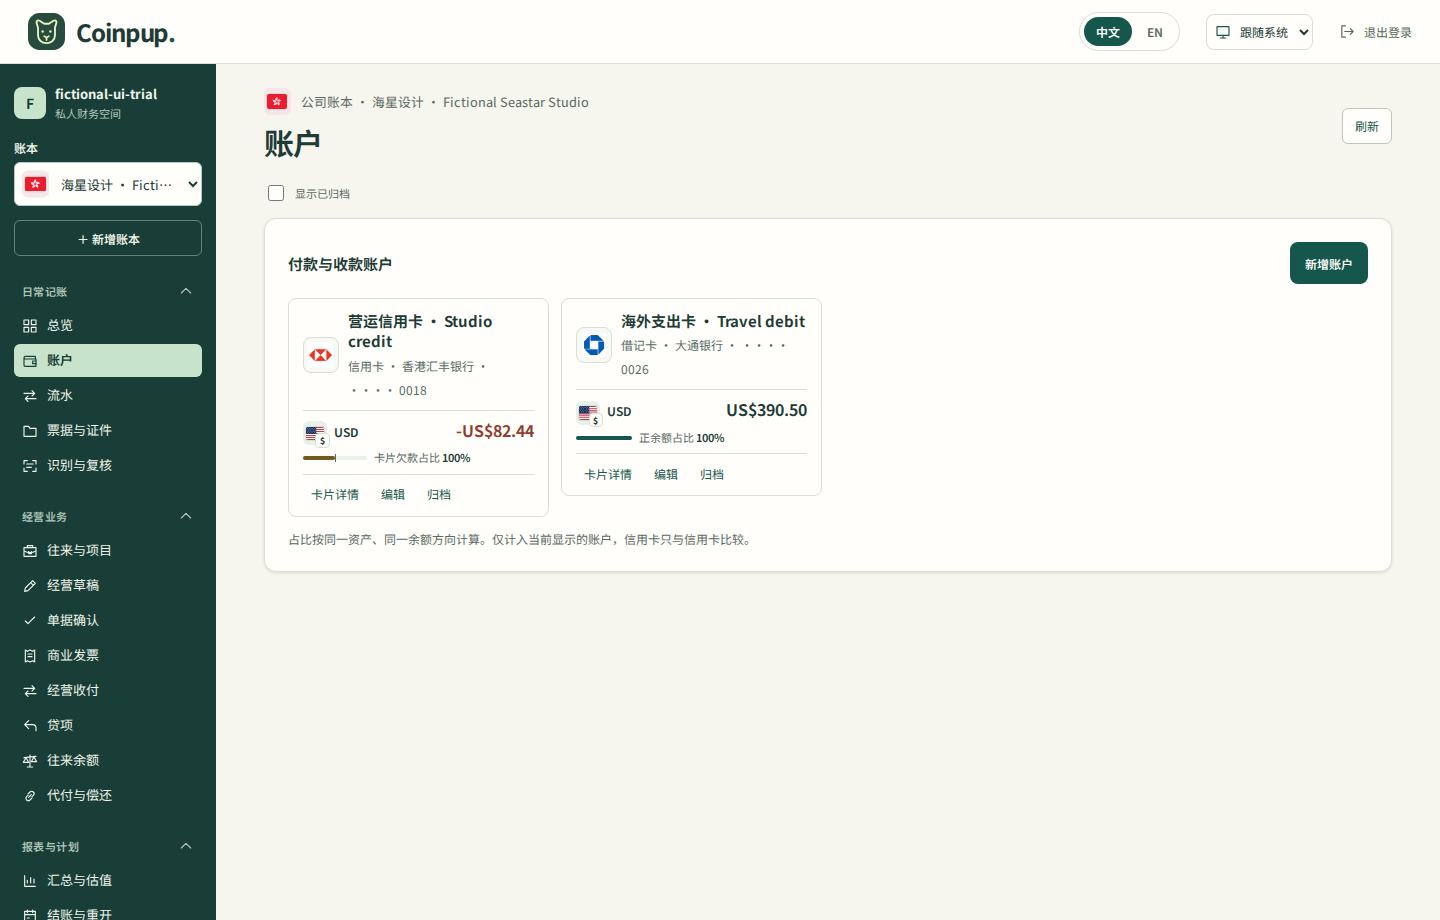 Coinpup.
中文 EN 跟随系统 退出登录
F fictional-ui-trial
私人财务空间
账本
海星设计 · Ficti…
+ 新增账本
日常记账
总览
账户
流水
票据与证件
识别与复核
经营业务
往来与项目
经营草稿
单据确认
商业发票
经营收付
贷项
往来余额
代付与偿还
报表与计划
汇总与估值
结账与重开
公司账本 · 海星设计 · Fictional Seastar Studio
账户
刷新
显示已归档
付款与收款账户
新增账户
营运信用卡 · Studio
credit
信用卡 · 香港汇丰银行 ·
···· 0018
$ USD -US$82.44
卡片欠款占比 100%
卡片详情 编辑 归档
海外支出卡 · Travel debit
借记卡 · 大通银行 · ····
0026
$ USD US$390.50
正余额占比 100%
卡片详情 编辑 归档
占比按同一资产、同一余额方向计算。仅计入当前显示的账户，信用卡只与信用卡比较。